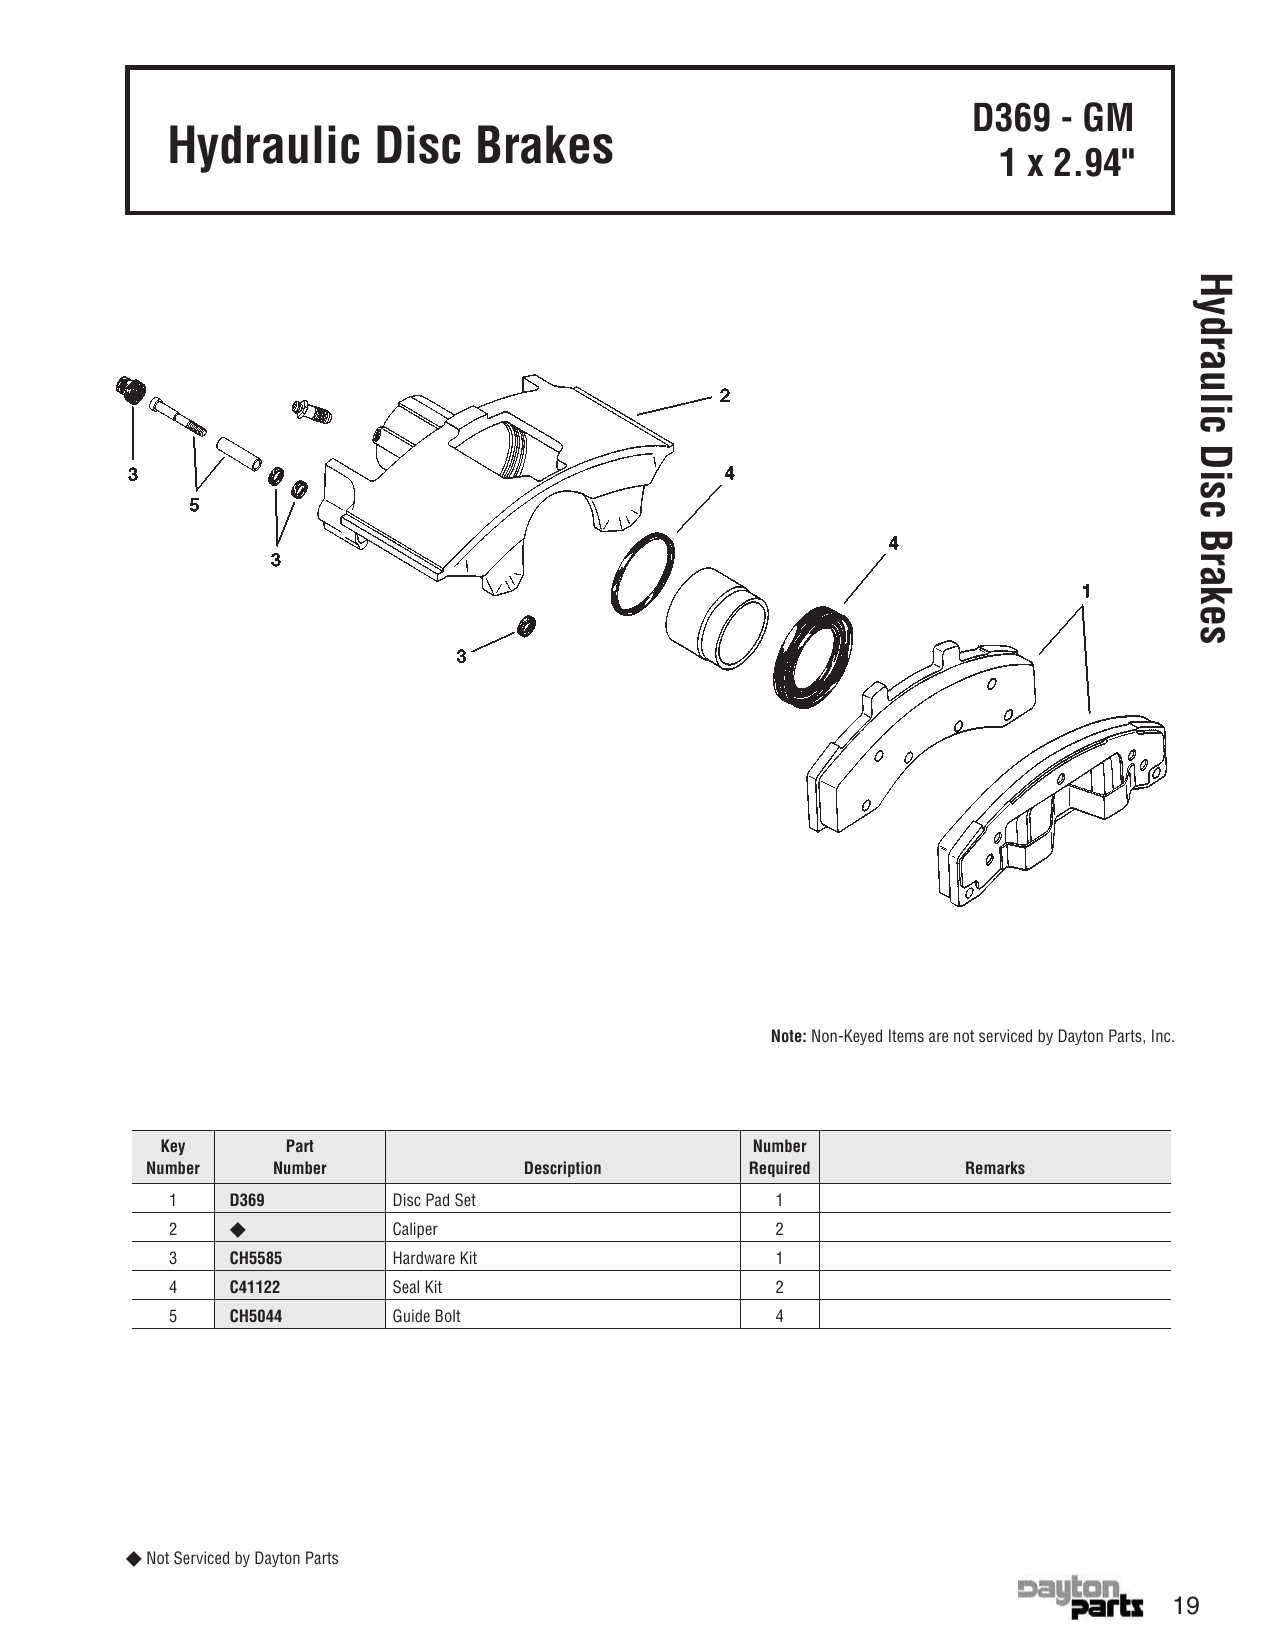 Hydraulic Disc Brakes
D369 - GM
1 x 2.94"
Hydraulic Disc Brakes
2
3
4
5
4
3
1
3
Note: Non-Keyed Items are not serviced by Dayton Parts, Inc.
Key Number Part Number Description Number Required Remarks
1 D369 Disc Pad Set 1
2 ◆ Caliper 2
3 CH5585 Hardware Kit 1
4 C41122 Seal Kit 2
5 CH5044 Guide Bolt 4
◆ Not Serviced by Dayton Parts
Dayton
parts
19